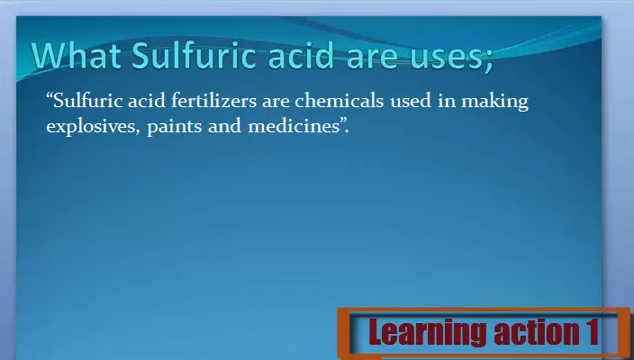 What Sulfuric acid are uses;
“Sulfuric acid fertilizers are chemicals used in making
explosives, paints and medicines”.
Learning action 1